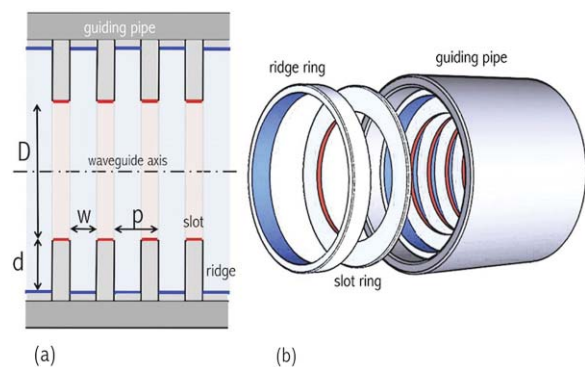 guiding pipe
D
waveguide axis
w
p
slot
d
ridge
(a)
guiding pipe
ridge ring
slot ring
(b)